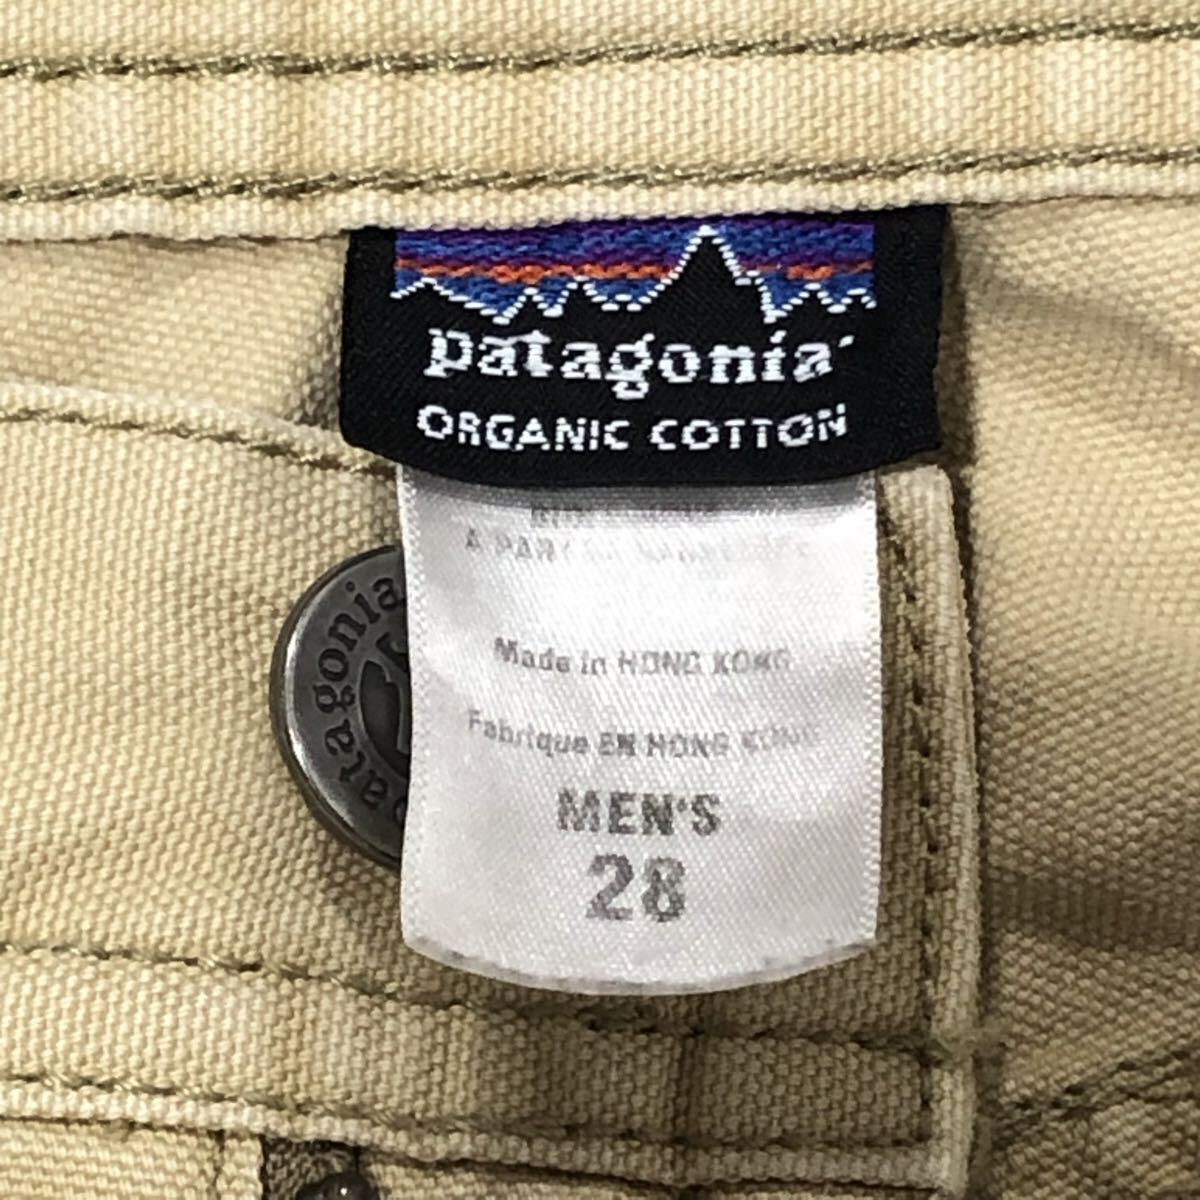 patagonia
ORGANIC COTTON
Made in HONG KONG
Fabrique EN HONG KONG
MEN'S
28
patagonia